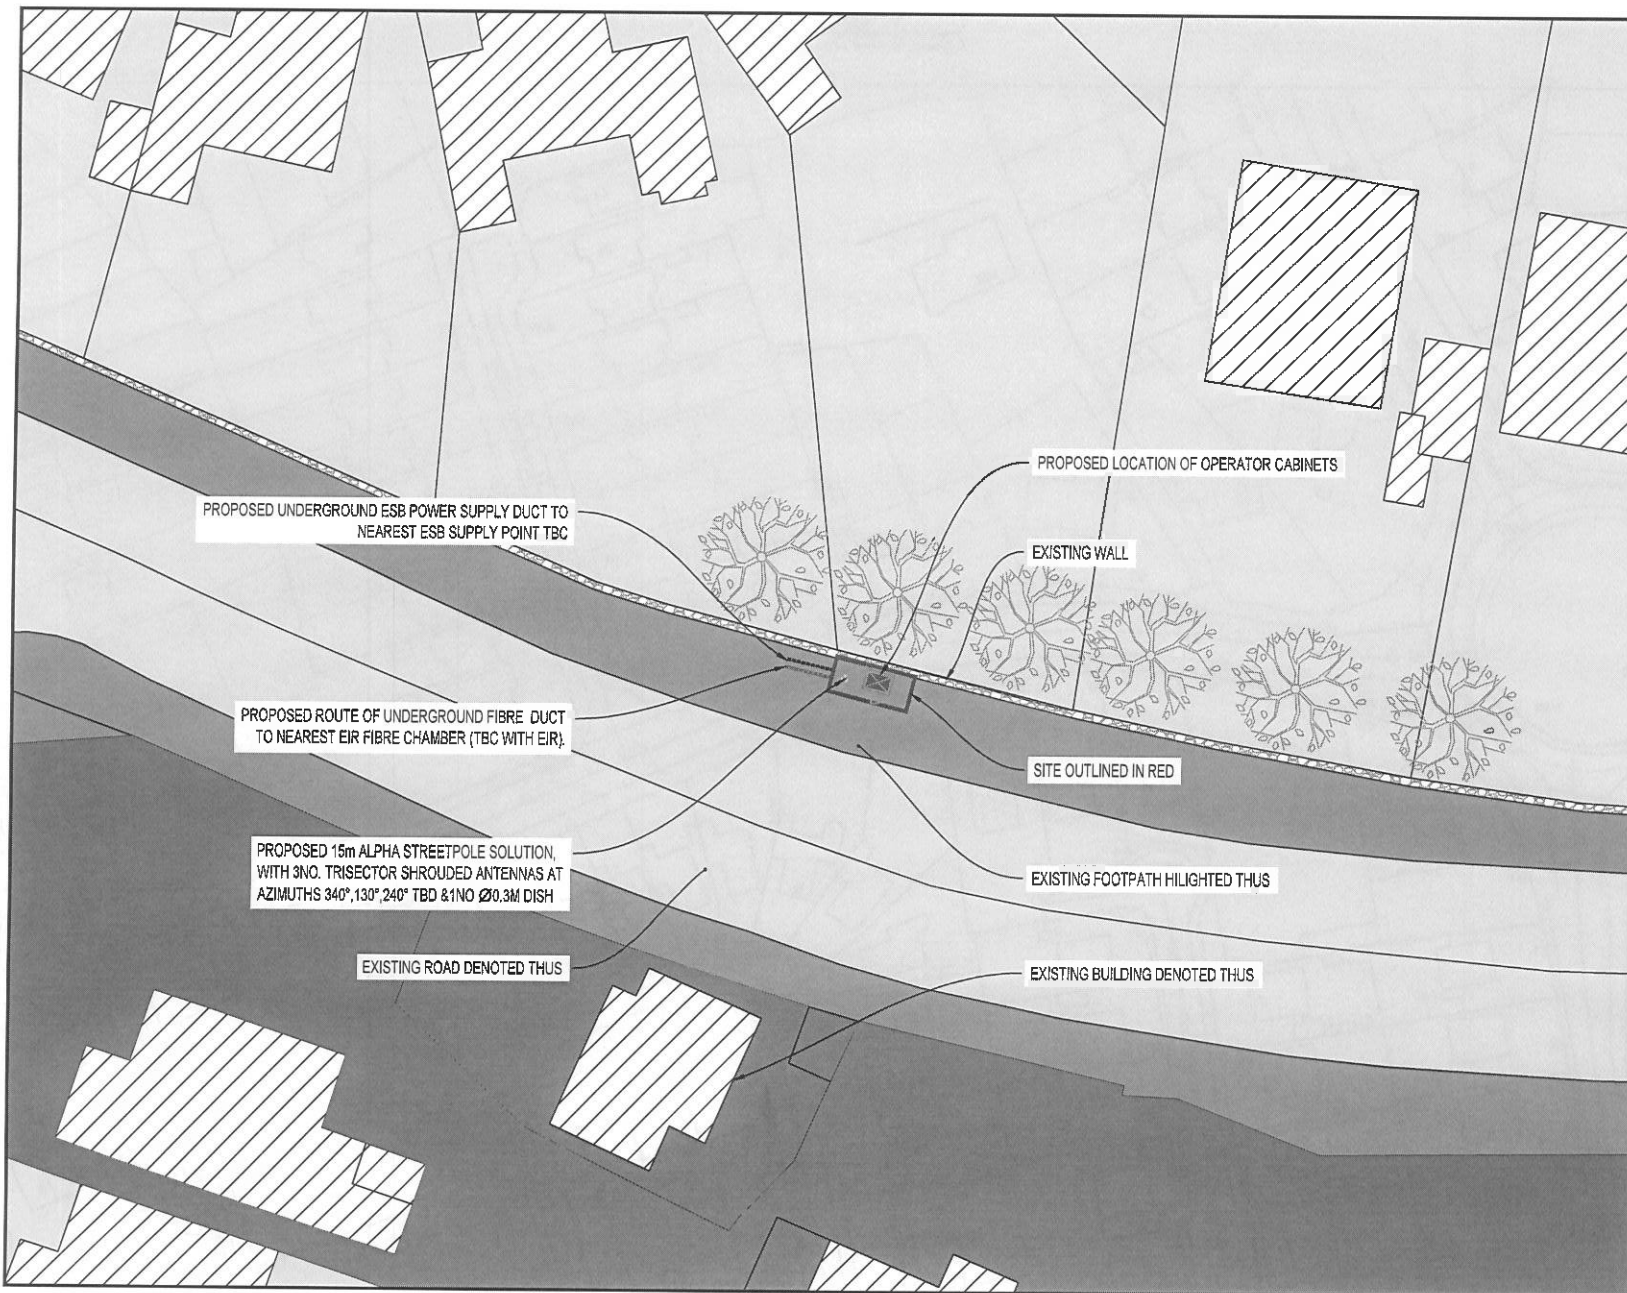 PROPOSED LOCATION OF OPERATOR CABINETS
PROPOSED UNDERGROUND ESB POWER SUPPLY DUCT TO
NEAREST ESB SUPPLY POINT TBC
EXISTING WALL
PROPOSED ROUTE OF UNDERGROUND FIBRE DUCT
TO NEAREST EIR FIBRE CHAMBER (TBC WITH EIR).
SITE OUTLINED IN RED
PROPOSED 15m ALPHA STREETPOLE SOLUTION,
WITH 3NO. TRISECTOR SHROUDED ANTENNAS AT
AZIMUTHS 340°,130°,240° TBD &1NO Ø0.3M DISH
EXISTING FOOTPATH HILIGHTED THUS
EXISTING ROAD DENOTED THUS
EXISTING BUILDING DENOTED THUS